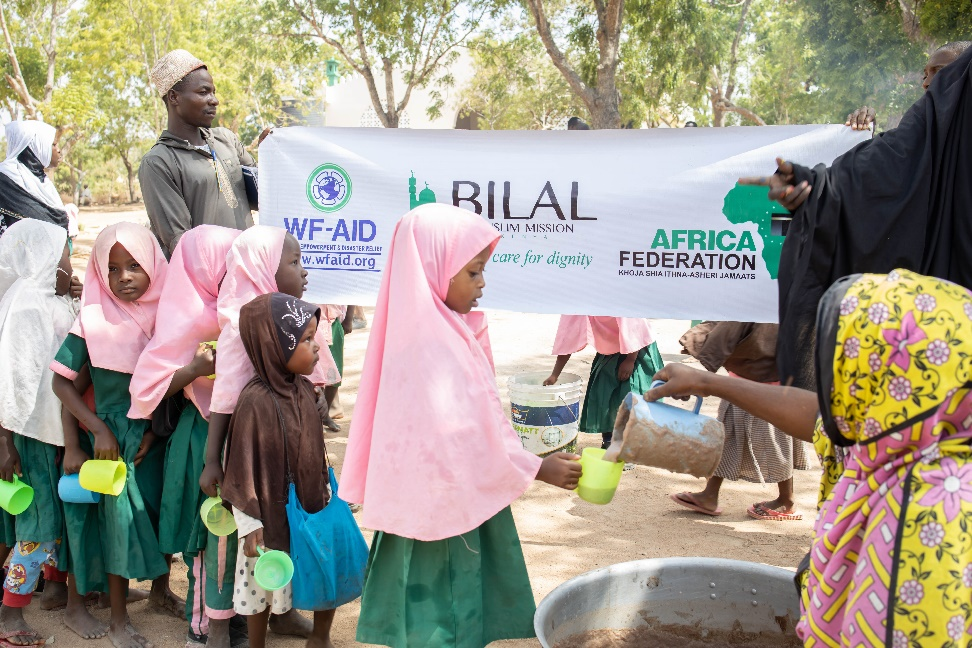 WF-AID
EMPOWERMENT & DISASTER RELIEF
www.wfaid.org
BILAL
MUSLIM MISSION
care for dignity
AFRICA
FEDERATION
KHOJA SHIA ITHNA-ASHERI JAMAATS